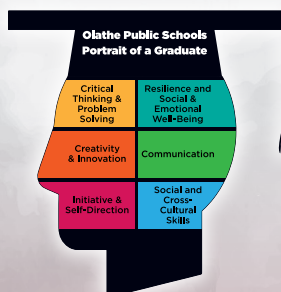 Olathe Public Schools
Portrait of a Graduate
Critical
Thinking &
Problem
Solving
Resilience and
Social &
Emotional
Well-Being
Creativity
& Innovation
Communication
Initiative &
Self-Direction
Social and
Cross-
Cultural
Skills